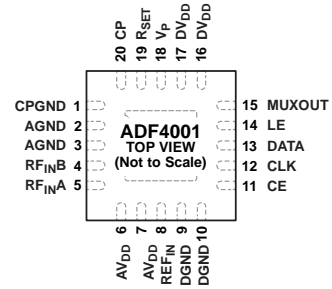 20 CP
19 RSET
18 VP
17 DVDD
16 DVDD
CPGND 1
AGND 2
AGND 3
RFINB 4
RFINA 5
ADF4001
TOP VIEW
(Not to Scale)
15 MUXOUT
14 LE
13 DATA
12 CLK
11 CE
AVDD 6
AVDD 7
REFIN 8
DGND 9
DGND 10